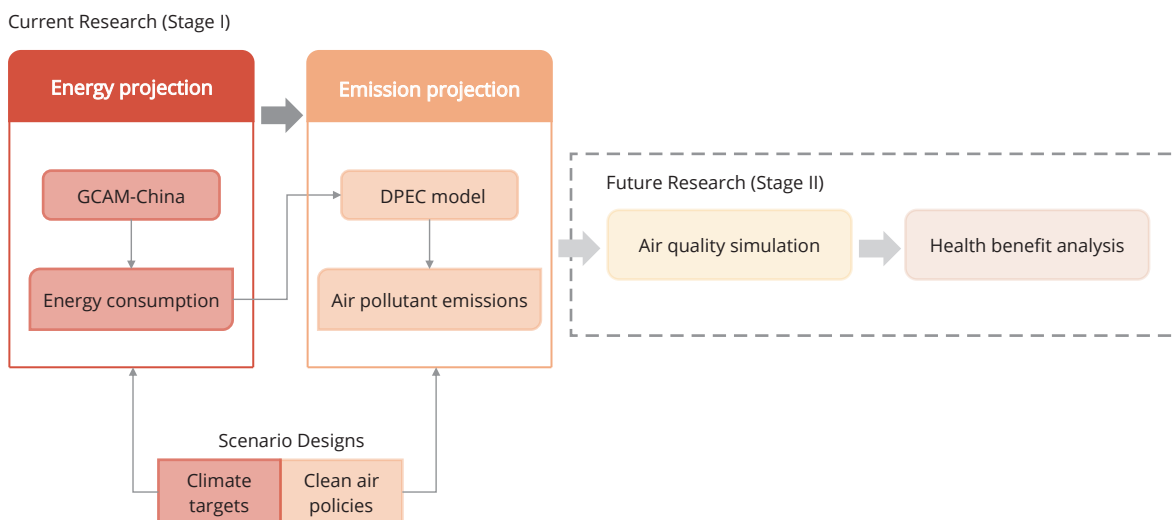 Current Research (Stage I)
Energy projection
Emission projection
GCAM-China
DPEC model
Energy consumption
Air pollutant emissions
Future Research (Stage II)
Air quality simulation
Health benefit analysis
Scenario Designs
Climate
targets
Clean air
policies